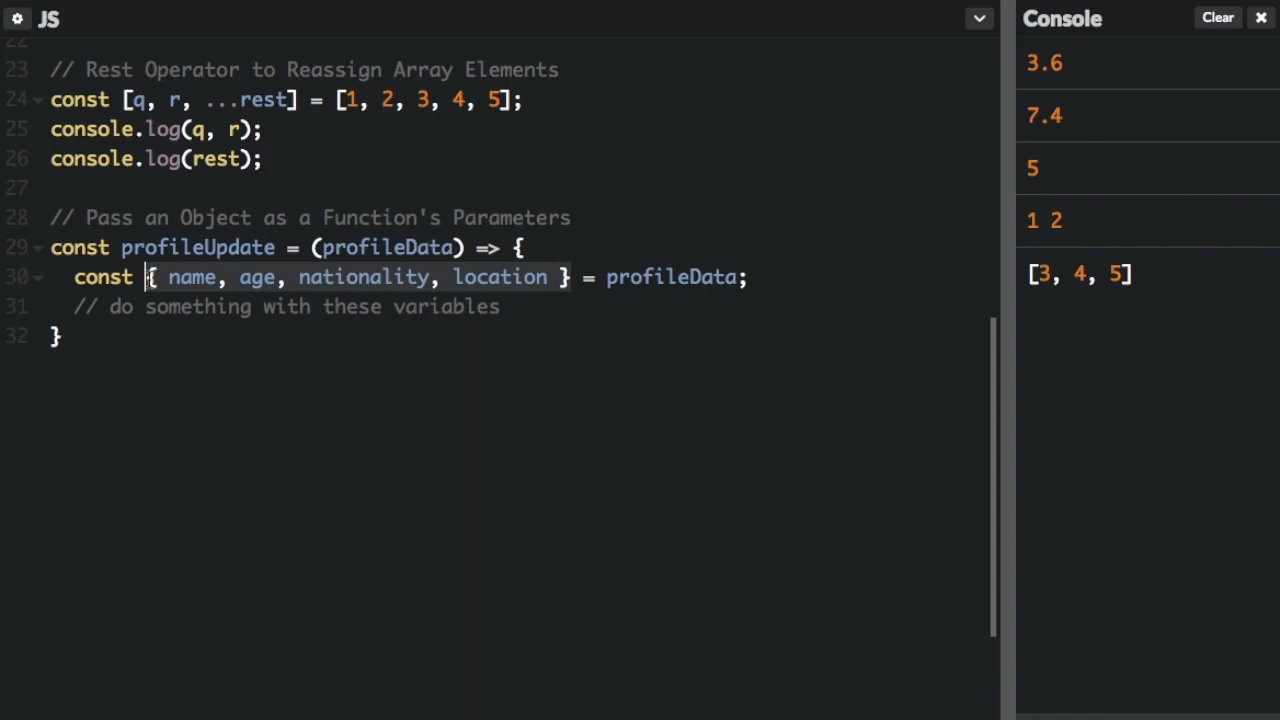 JS
22
23 // Rest Operator to Reassign Array Elements
24 const [q, r, ...rest] = [1, 2, 3, 4, 5];
25 console.log(q, r);
26 console.log(rest);
27
28 // Pass an Object as a Function's Parameters
29 const profileUpdate = (profileData) => {
30 const { name, age, nationality, location } = profileData;
31 // do something with these variables
32 }
Console Clear
3.6
7.4
5
1 2
[3, 4, 5]